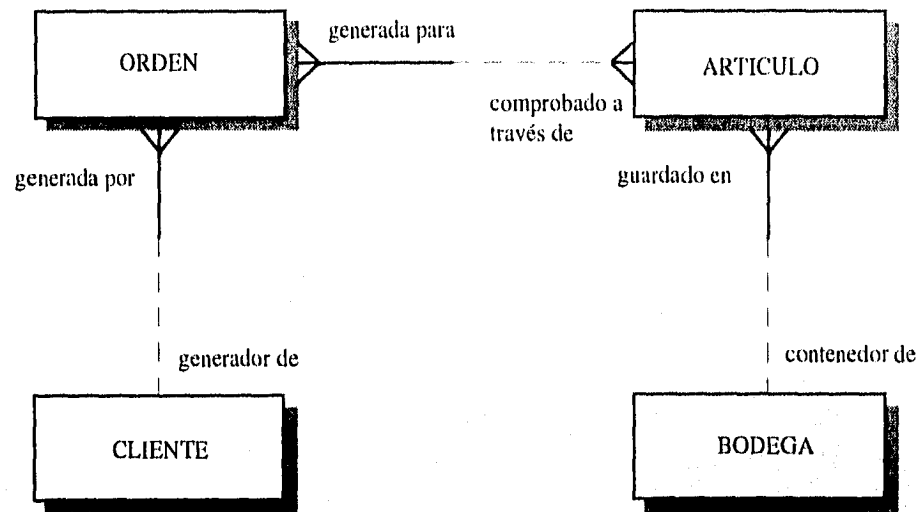 ORDEN
generada para
ARTICULO
comprobado a
través de
generada por
guardado en
generador de
contenedor de
CLIENTE
BODEGA